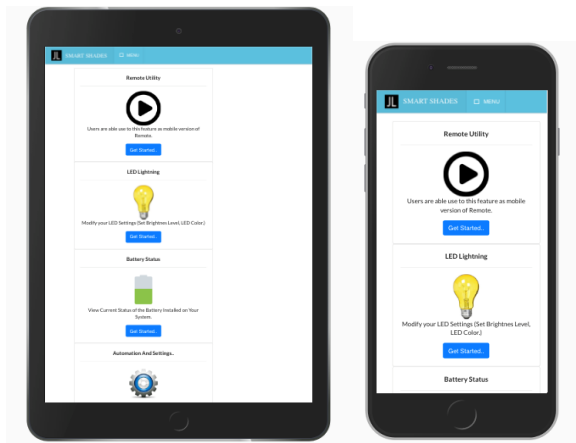 JL SMART SHADES MENU
Remote Utility
Users are able use to this feature as mobile version of
Remote.
Get Started..
LED Lightning
Modify your LED Settings (Set Brightnes Level, LED Color,)
Get Started..
Battery Status
View Current Status of the Battery Installed on Your
System.
Get Started..
Automation And Settings..
JL SMART SHADES MENU
Remote Utility
Users are able use to this feature as mobile
version of Remote.
Get Started..
LED Lightning
Modify your LED Settings (Set Brightnes Level,
LED Color,)
Get Started..
Battery Status